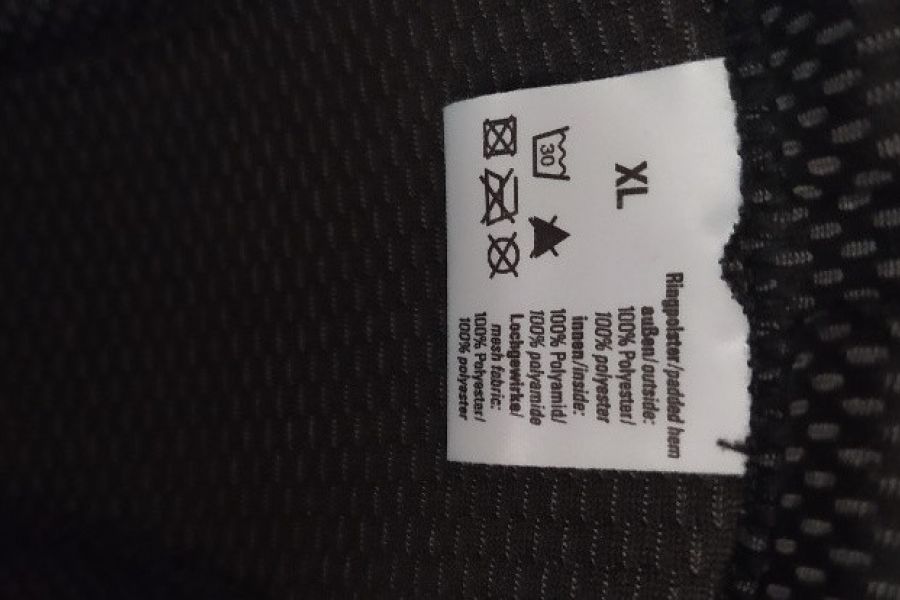 XL
30
Ringpolster/padded hem
außen/outside:
100% Polyester/
100% polyester
innen/inside:
100% Polyamid/
100% polyamide
Lochgewirke/
mesh fabric:
100% Polyester/
100% polyester